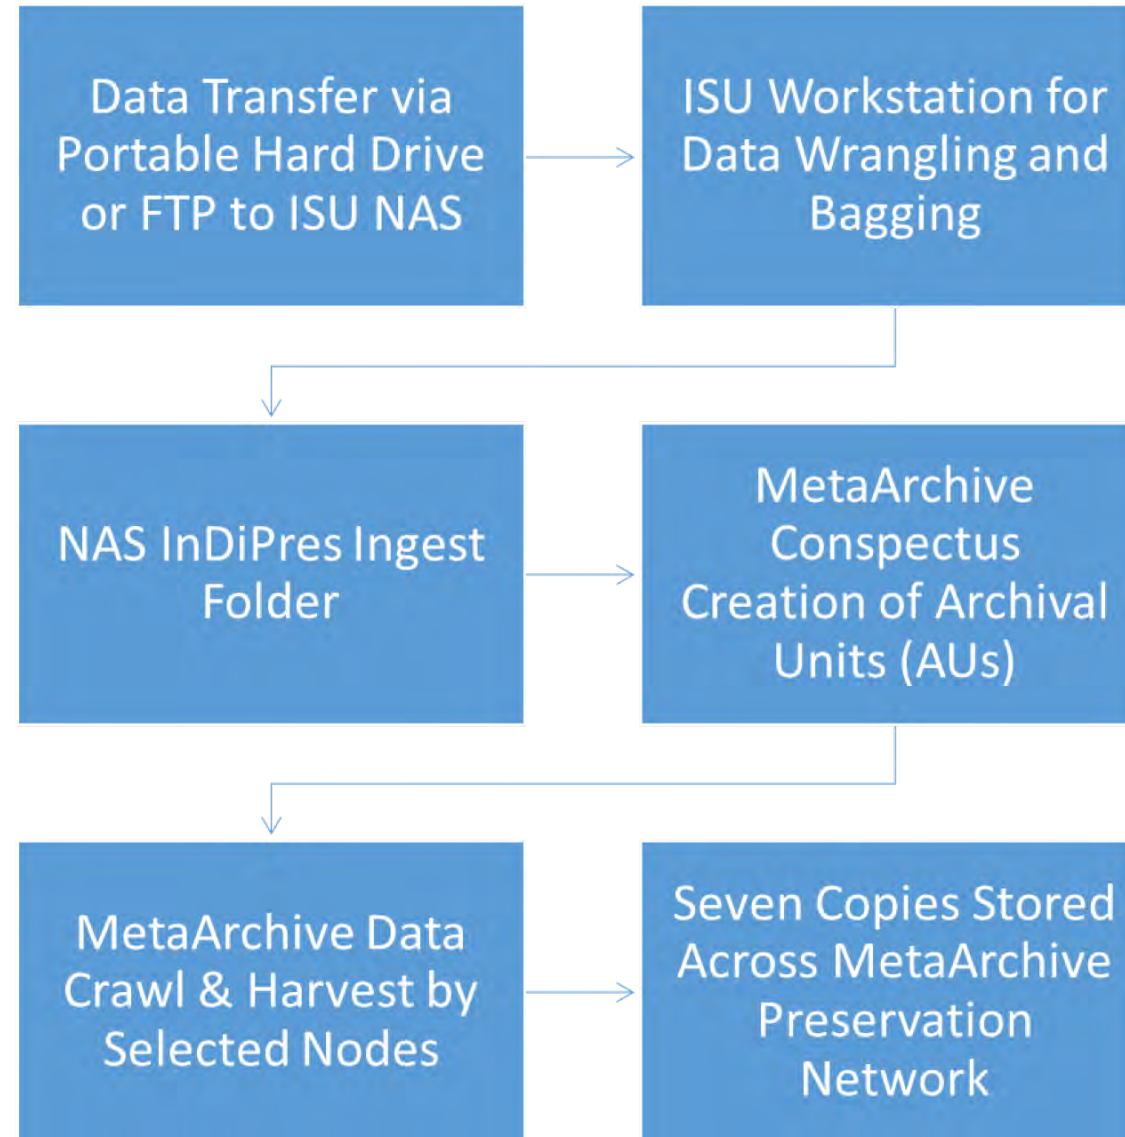 Data Transfer via
Portable Hard Drive
or FTP to ISU NAS
ISU Workstation for
Data Wrangling and
Bagging
NAS InDiPres Ingest
Folder
MetaArchive
Conspectus
Creation of Archival
Units (AUs)
MetaArchive Data
Crawl & Harvest by
Selected Nodes
Seven Copies Stored
Across MetaArchive
Preservation
Network